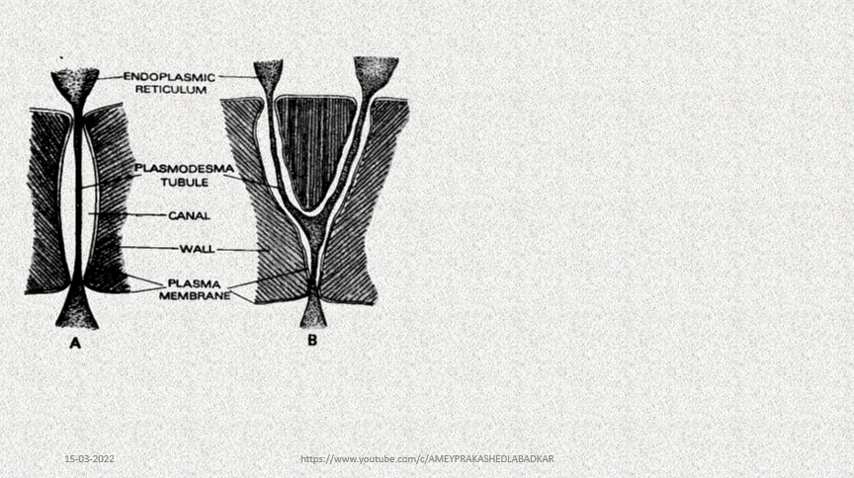 ENDOPLASMIC
RETICULUM
PLASMODESMA
TUBULE
CANAL
WALL
PLASMA
MEMBRANE
A
B
15-03-2022
https://www.youtube.com/c/AMEYPRAKASHEDLABADKAR